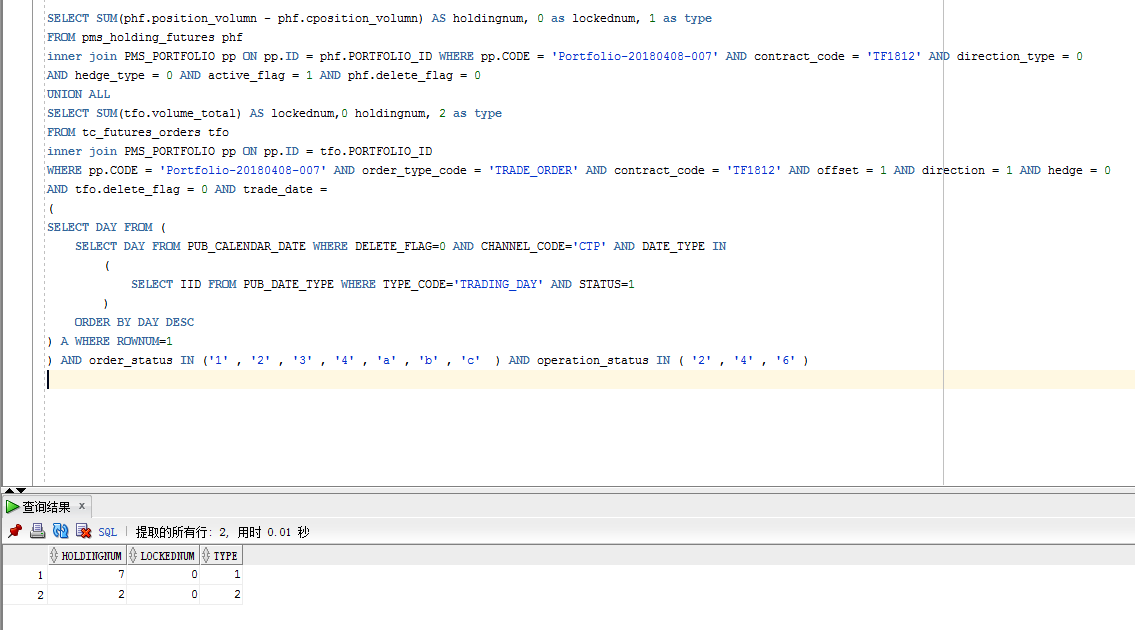 SELECT SUM(phf.position_volumn - phf.cposition_volumn) AS holdingnum, 0 as lockednum, 1 as type
FROM pms_holding_futures phf
inner join PMS_PORTFOLIO pp ON pp.ID = phf.PORTFOLIO_ID WHERE pp.CODE = 'Portfolio-20180408-007' AND contract_code = 'TF1812' AND direction_type = 0
AND hedge_type = 0 AND active_flag = 1 AND phf.delete_flag = 0
UNION ALL
SELECT SUM(tfo.volume_total) AS lockednum,0 holdingnum, 2 as type
FROM tc_futures_orders tfo
inner join PMS_PORTFOLIO pp ON pp.ID = tfo.PORTFOLIO_ID
WHERE pp.CODE = 'Portfolio-20180408-007' AND order_type_code = 'TRADE_ORDER' AND contract_code = 'TF1812' AND offset = 1 AND direction = 1 AND hedge = 0
AND tfo.delete_flag = 0 AND trade_date =
(
SELECT DAY FROM (
SELECT DAY FROM PUB_CALENDAR_DATE WHERE DELETE_FLAG=0 AND CHANNEL_CODE='CTP' AND DATE_TYPE IN
(
SELECT IID FROM PUB_DATE_TYPE WHERE TYPE_CODE='TRADING_DAY' AND STATUS=1
)
ORDER BY DAY DESC
) A WHERE ROWNUM=1
) AND order_status IN ('1' , '2' , '3' , '4' , 'a' , 'b' , 'c'  ) AND operation_status IN ( '2' , '4' , '6' )
查询结果 x
SQL | 提取的所有行: 2, 用时 0.01 秒
HOLDINGNUM LOCKEDNUM TYPE
1 7 0 1
2 2 0 2